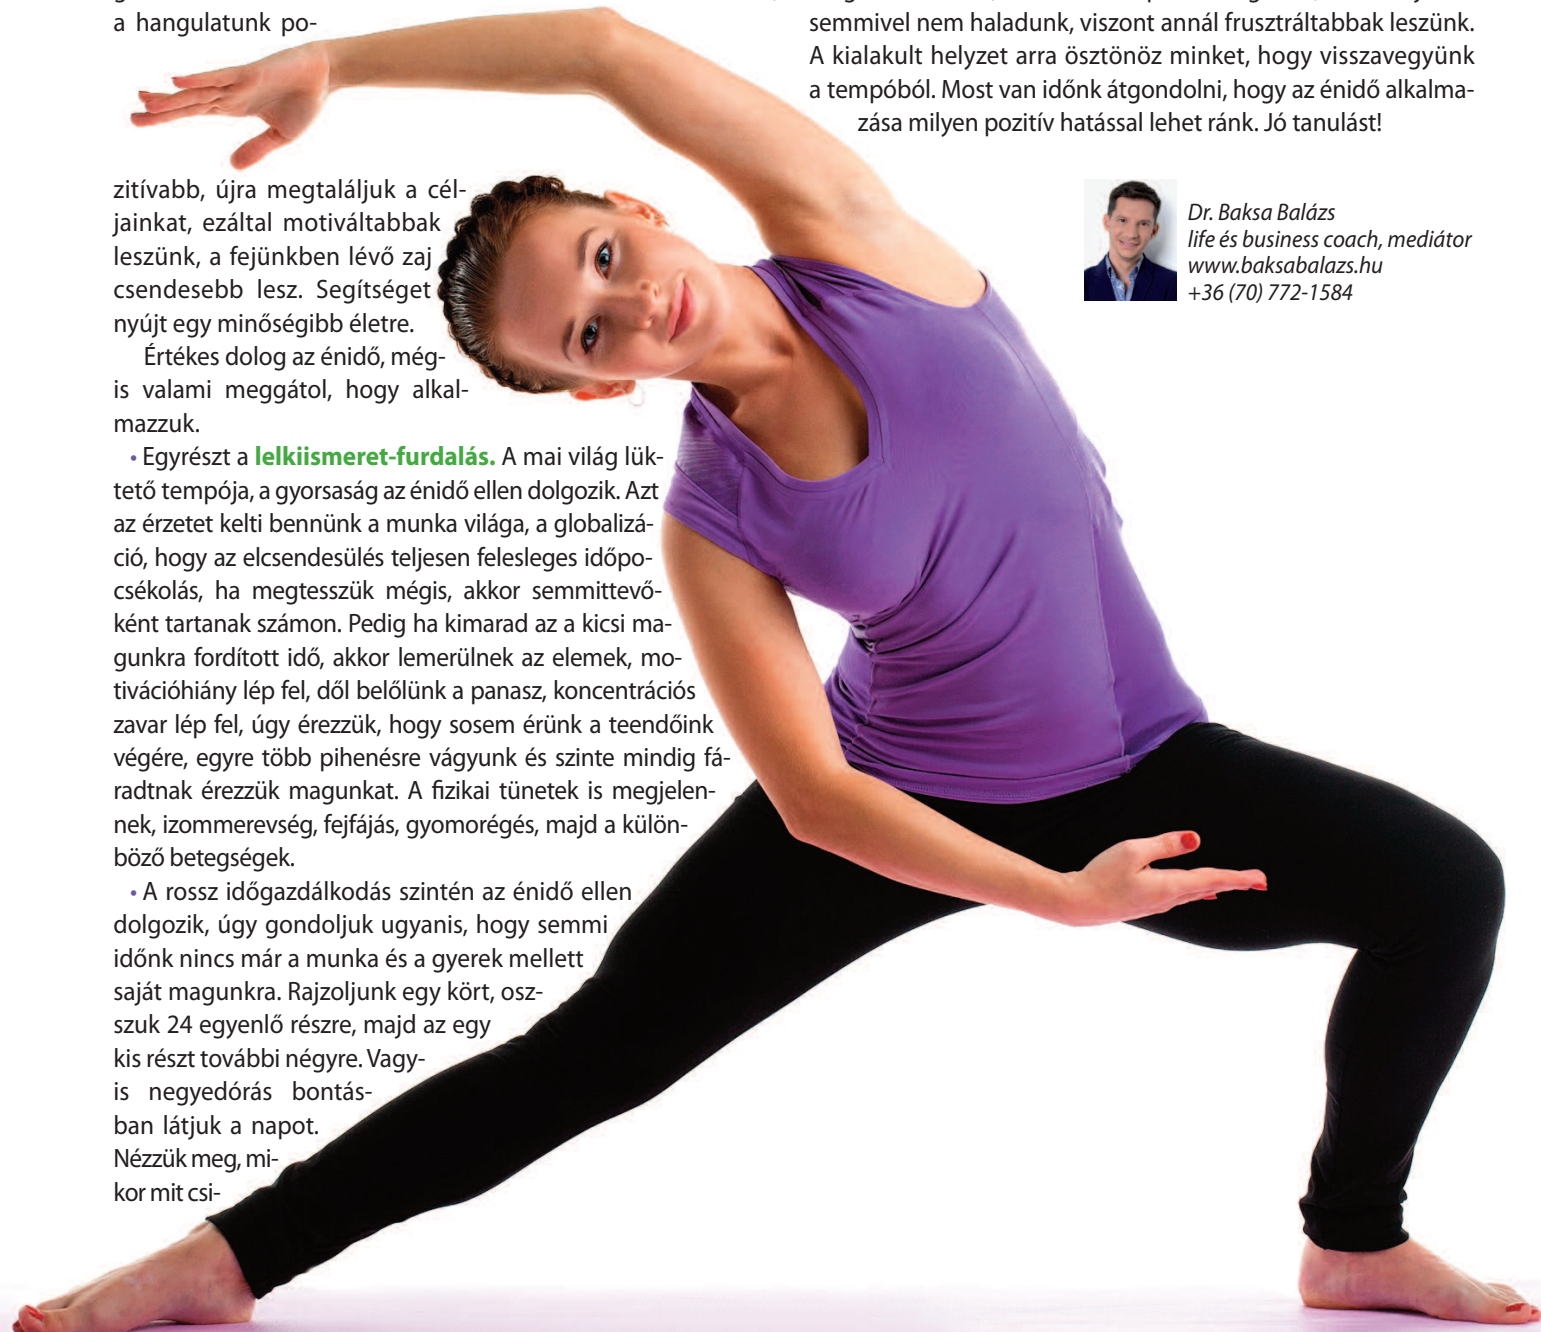 a hangulatunk po-
zitívabb, újra megtaláljuk a cél-
jainkat, ezáltal motiváltabbak
leszünk, a fejünkben lévő zaj
csendesebb lesz. Segítséget
nyújt egy minőségibb életre.
Értékes dolog az énidő, még-
is valami meggátol, hogy alkal-
mazzuk.
• Egyrészt a lelkiismeret-furdalás. A mai világ lük-
tető tempója, a gyorsaság az énidő ellen dolgozik. Azt
az érzetet kelti bennünk a munka világa, a globalizá-
ció, hogy az elcsendesülés teljesen felesleges időpo-
csékolás, ha megtesszük mégis, akkor semmittevő-
ként tartanak számon. Pedig ha kimarad az a kicsi ma-
gunkra fordított idő, akkor lemerülnek az elemek, mo-
tivációhiány lép fel, dől belőlünk a panasz, koncentrációs
zavar lép fel, úgy érezzük, hogy sosem érünk a teendőink
végére, egyre több pihenésre vágyunk és szinte mindig fá-
radtnak érezzük magunkat. A fizikai tünetek is megjelen-
nek, izommerevség, fejfájás, gyomorégés, majd a külön-
böző betegségek.
• A rossz időgazdálkodás szintén az énidő ellen
dolgozik, úgy gondoljuk ugyanis, hogy semmi
időnk nincs már a munka és a gyerek mellett
saját magunkra. Rajzoljunk egy kört, osz-
szuk 24 egyenlő részre, majd az egy
kis részt további négyre. Vagy-
is negyedórás bontás-
ban látjuk a napot.
Nézzük meg, mi-
kor mit csi-
semmivel nem haladunk, viszont annál frusztráltabbak leszünk.
A kialakult helyzet arra ösztönöz minket, hogy visszavegyünk
a tempóból. Most van időnk átgondolni, hogy az énidő alkalma-
zása milyen pozitív hatással lehet ránk. Jó tanulást!
Dr. Baksa Balázs
life és business coach, mediátor
www.baksabalazs.hu
+36 (70) 772-1584